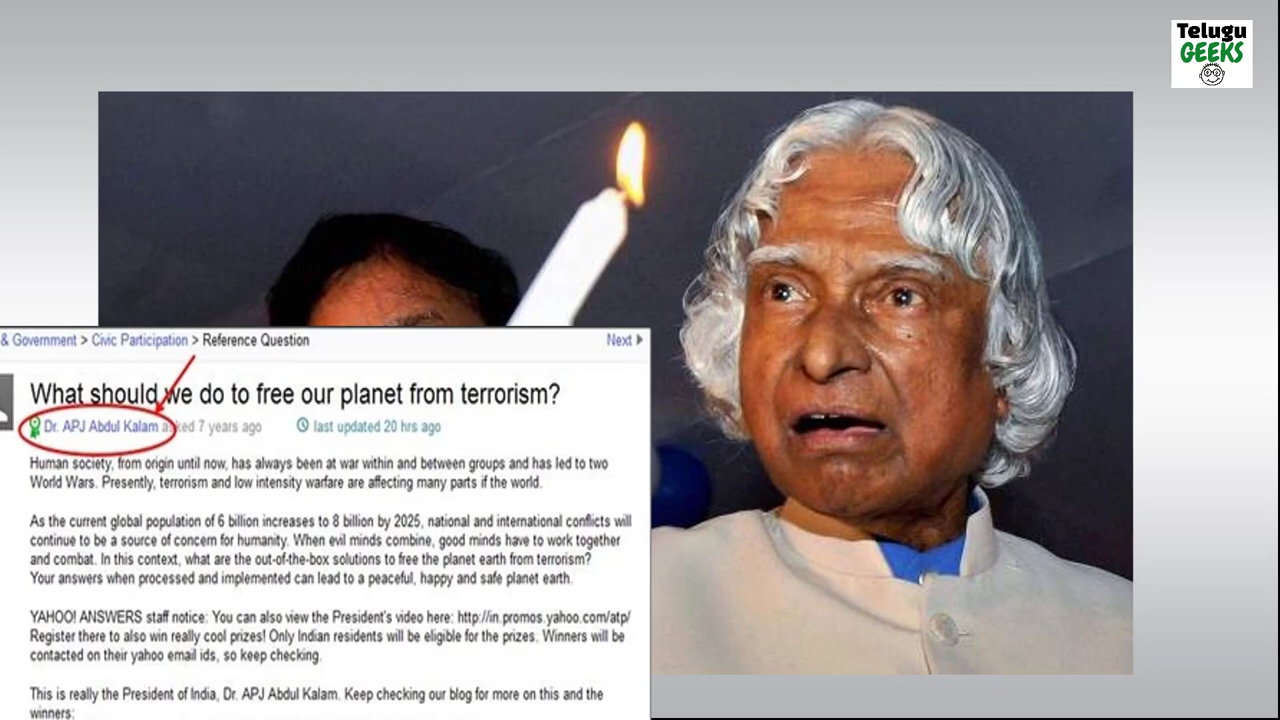 Telugu
GEEKS
& Government > Civic Participation > Reference Question
Next
What should we do to free our planet from terrorism?
Dr. APJ Abdul Kalam asked 7 years ago last updated 20 hrs ago
Human society, from origin until now, has always been at war within and between groups and has led to two
World Wars. Presently, terrorism and low intensity warfare are affecting many parts if the world.
As the current global population of 6 billion increases to 8 billion by 2025, national and international conflicts will
continue to be a source of concern for humanity. When evil minds combine, good minds have to work together
and combat. In this context, what are the out-of-the-box solutions to free the planet earth from terrorism?
Your answers when processed and implemented can lead to a peaceful, happy and safe planet earth.
YAHOO! ANSWERS staff notice: You can also view the President's video here: http://in.promos.yahoo.com/atp/
Register there to also win really cool prizes! Only Indian residents will be eligible for the prizes. Winners will be
contacted on their yahoo email ids, so keep checking.
This is really the President of India, Dr. APJ Abdul Kalam. Keep checking our blog for more on this and the
winners: